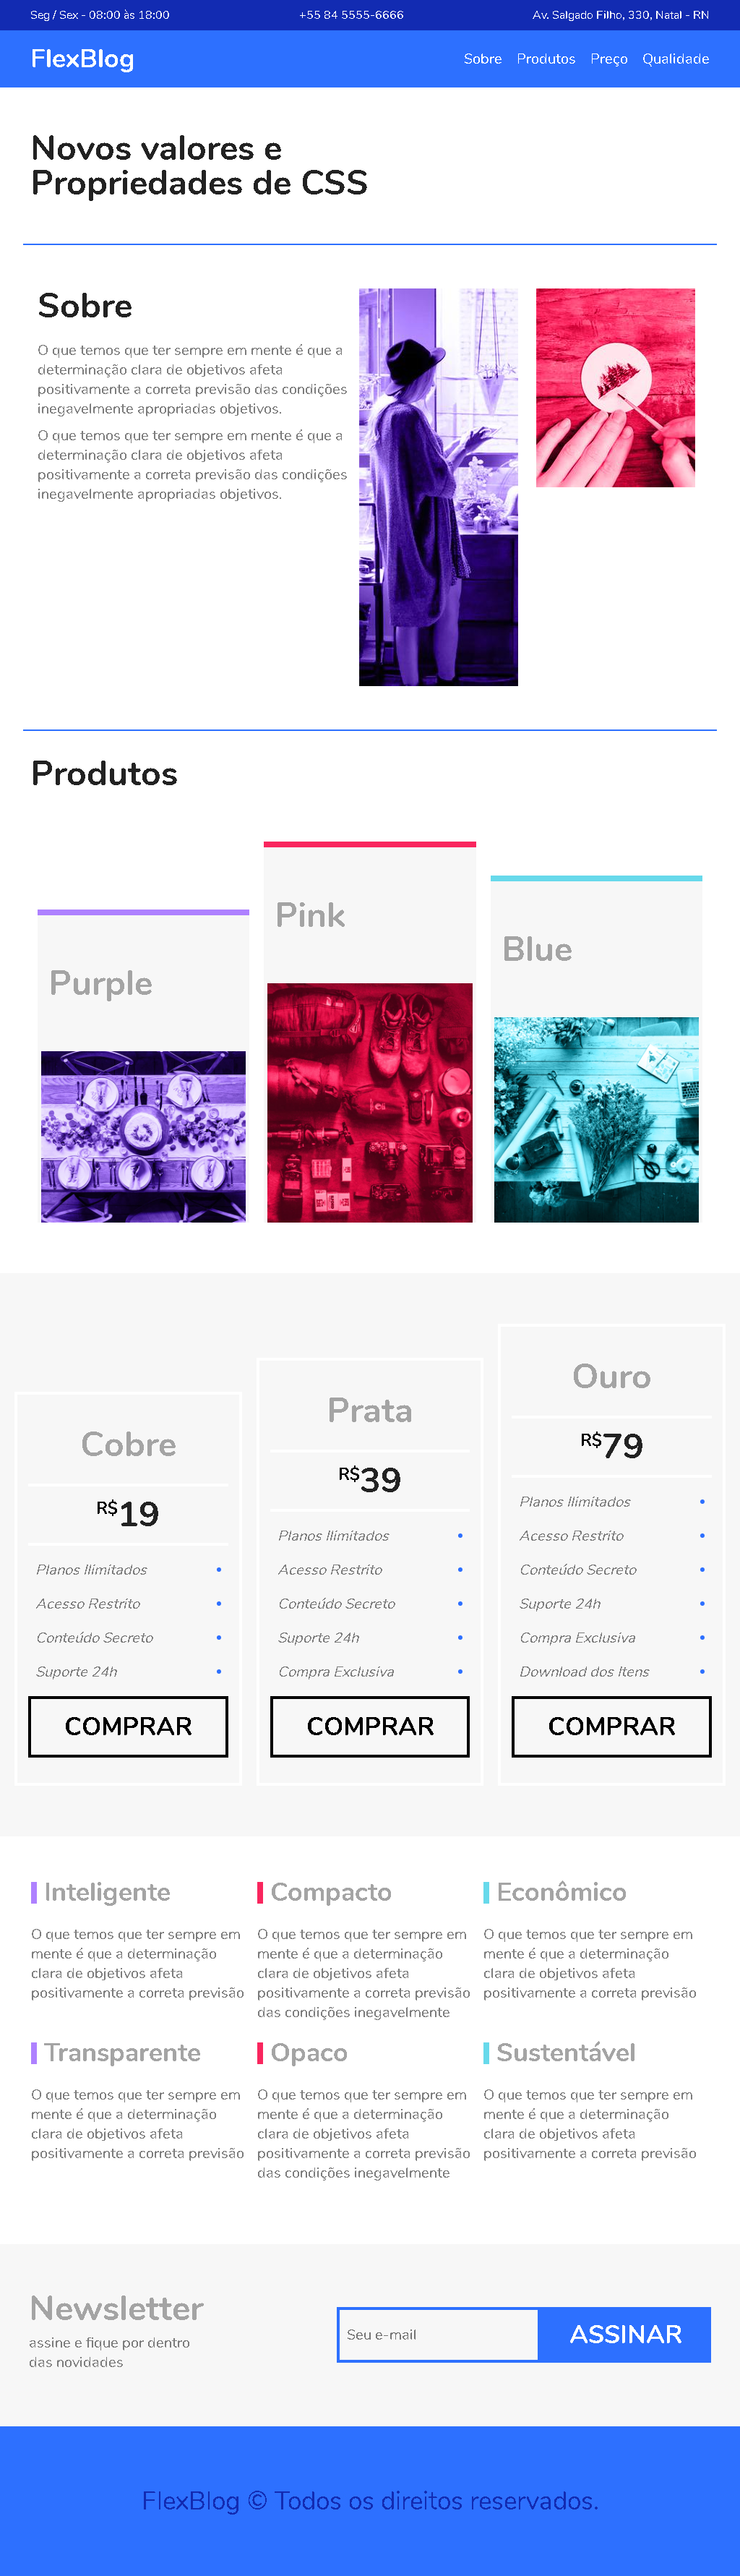 Seg / Sex - 08:00 às 18:00
+55 84 5555-6666
Av. Salgado Filho, 330, Natal - RN
FlexBlog
Sobre Produtos Preço Qualidade
Novos valores e
Propriedades de CSS
Sobre
O que temos que ter sempre em mente é que a
determinação clara de objetivos afeta
positivamente a correta previsão das condições
inegavelmente apropriadas objetivos.
O que temos que ter sempre em mente é que a
determinação clara de objetivos afeta
positivamente a correta previsão das condições
inegavelmente apropriadas objetivos.
Produtos
Purple
Pink
Blue
Cobre
R$19
Planos Ilimitados
Acesso Restrito
Conteúdo Secreto
Suporte 24h
COMPRAR
Prata
R$39
Planos Ilimitados
Acesso Restrito
Conteúdo Secreto
Suporte 24h
Compra Exclusiva
COMPRAR
Ouro
R$79
Planos Ilimitados
Acesso Restrito
Conteúdo Secreto
Suporte 24h
Compra Exclusiva
Download dos Itens
COMPRAR
Inteligente
O que temos que ter sempre em
mente é que a determinação
clara de objetivos afeta
positivamente a correta previsão
Compacto
O que temos que ter sempre em
mente é que a determinação
clara de objetivos afeta
positivamente a correta previsão
das condições inegavelmente
Econômico
O que temos que ter sempre em
mente é que a determinação
clara de objetivos afeta
positivamente a correta previsão
Transparente
O que temos que ter sempre em
mente é que a determinação
clara de objetivos afeta
positivamente a correta previsão
Opaco
O que temos que ter sempre em
mente é que a determinação
clara de objetivos afeta
positivamente a correta previsão
das condições inegavelmente
Sustentável
O que temos que ter sempre em
mente é que a determinação
clara de objetivos afeta
positivamente a correta previsão
Newsletter
assine e fique por dentro
das novidades
Seu e-mail
ASSINAR
FlexBlog © Todos os direitos reservados.